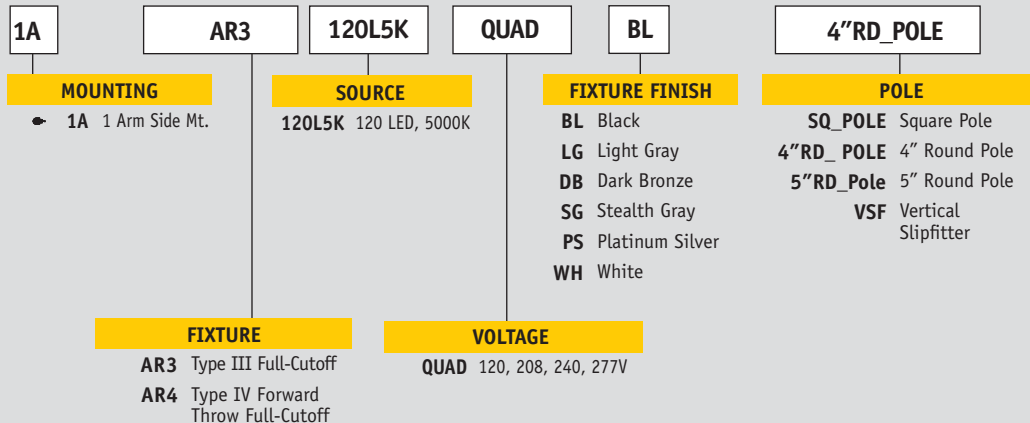 1A AR3 120L5K QUAD BL 4”RD_POLE
MOUNTING
1A 1 Arm Side Mt.
SOURCE
120L5K 120 LED, 5000K
FIXTURE FINISH
BL Black
LG Light Gray
DB Dark Bronze
SG Stealth Gray
PS Platinum Silver
WH White
POLE
SQ_POLE Square Pole
4”RD_ POLE 4” Round Pole
5”RD_Pole 5” Round Pole
VSF Vertical
Slipfitter
FIXTURE
AR3 Type III Full-Cutoff
AR4 Type IV Forward
Throw Full-Cutoff
VOLTAGE
QUAD 120, 208, 240, 277V